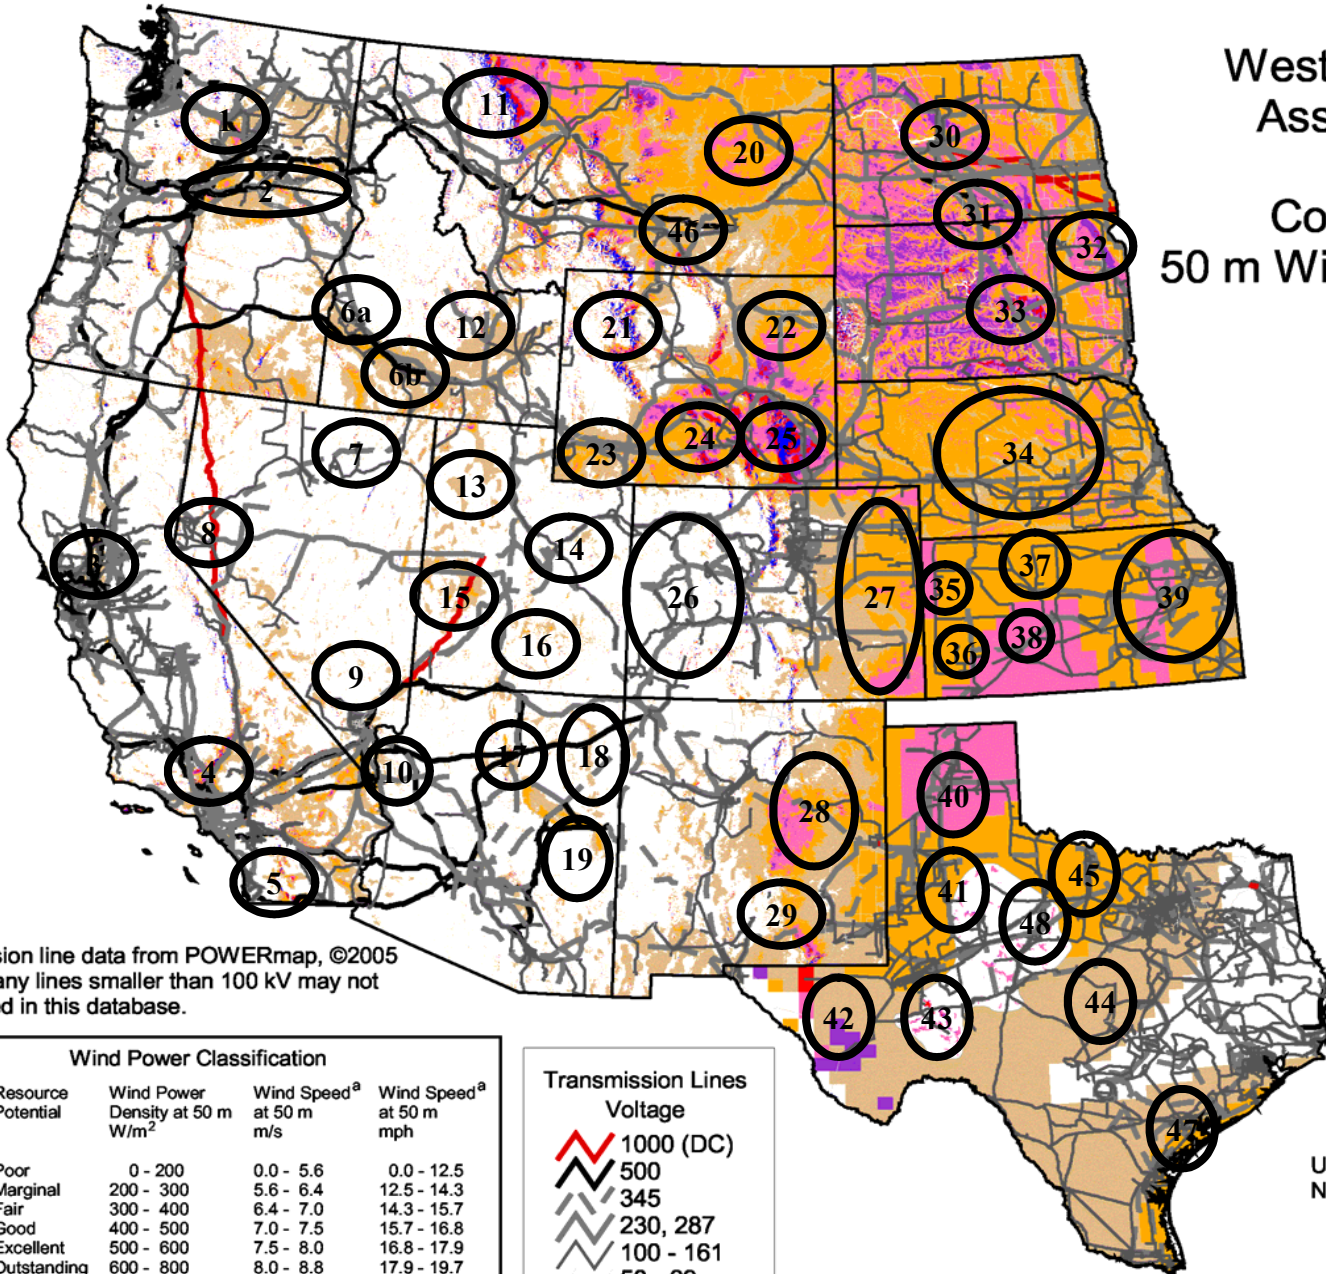 West
Ass
Co
50 m Wi
1
2
3
4
5
6a
6b
7
8
9
10
11
12
13
14
15
16
17
18
19
20
21
22
23
24
25
26
27
28
29
30
31
32
33
34
35
36
37
38
39
40
41
42
43
44
45
46
47
48
sion line data from POWERmap, ©2005
any lines smaller than 100 kV may not
ed in this database.
Wind Power Classification
Resource Wind Power Wind Speedᵃ Wind Speedᵃ
Potential Density at 50 m at 50 m at 50 m
W/m² m/s mph
Poor 0 - 200 0.0 - 5.6 0.0 - 12.5
Marginal 200 - 300 5.6 - 6.4 12.5 - 14.3
Fair 300 - 400 6.4 - 7.0 14.3 - 15.7
Good 400 - 500 7.0 - 7.5 15.7 - 16.8
Excellent 500 - 600 7.5 - 8.0 16.8 - 17.9
Outstanding 600 - 800 8.0 - 8.8 17.9 - 19.7
Transmission Lines
Voltage
1000 (DC)
500
345
230, 287
100 - 161
U
N